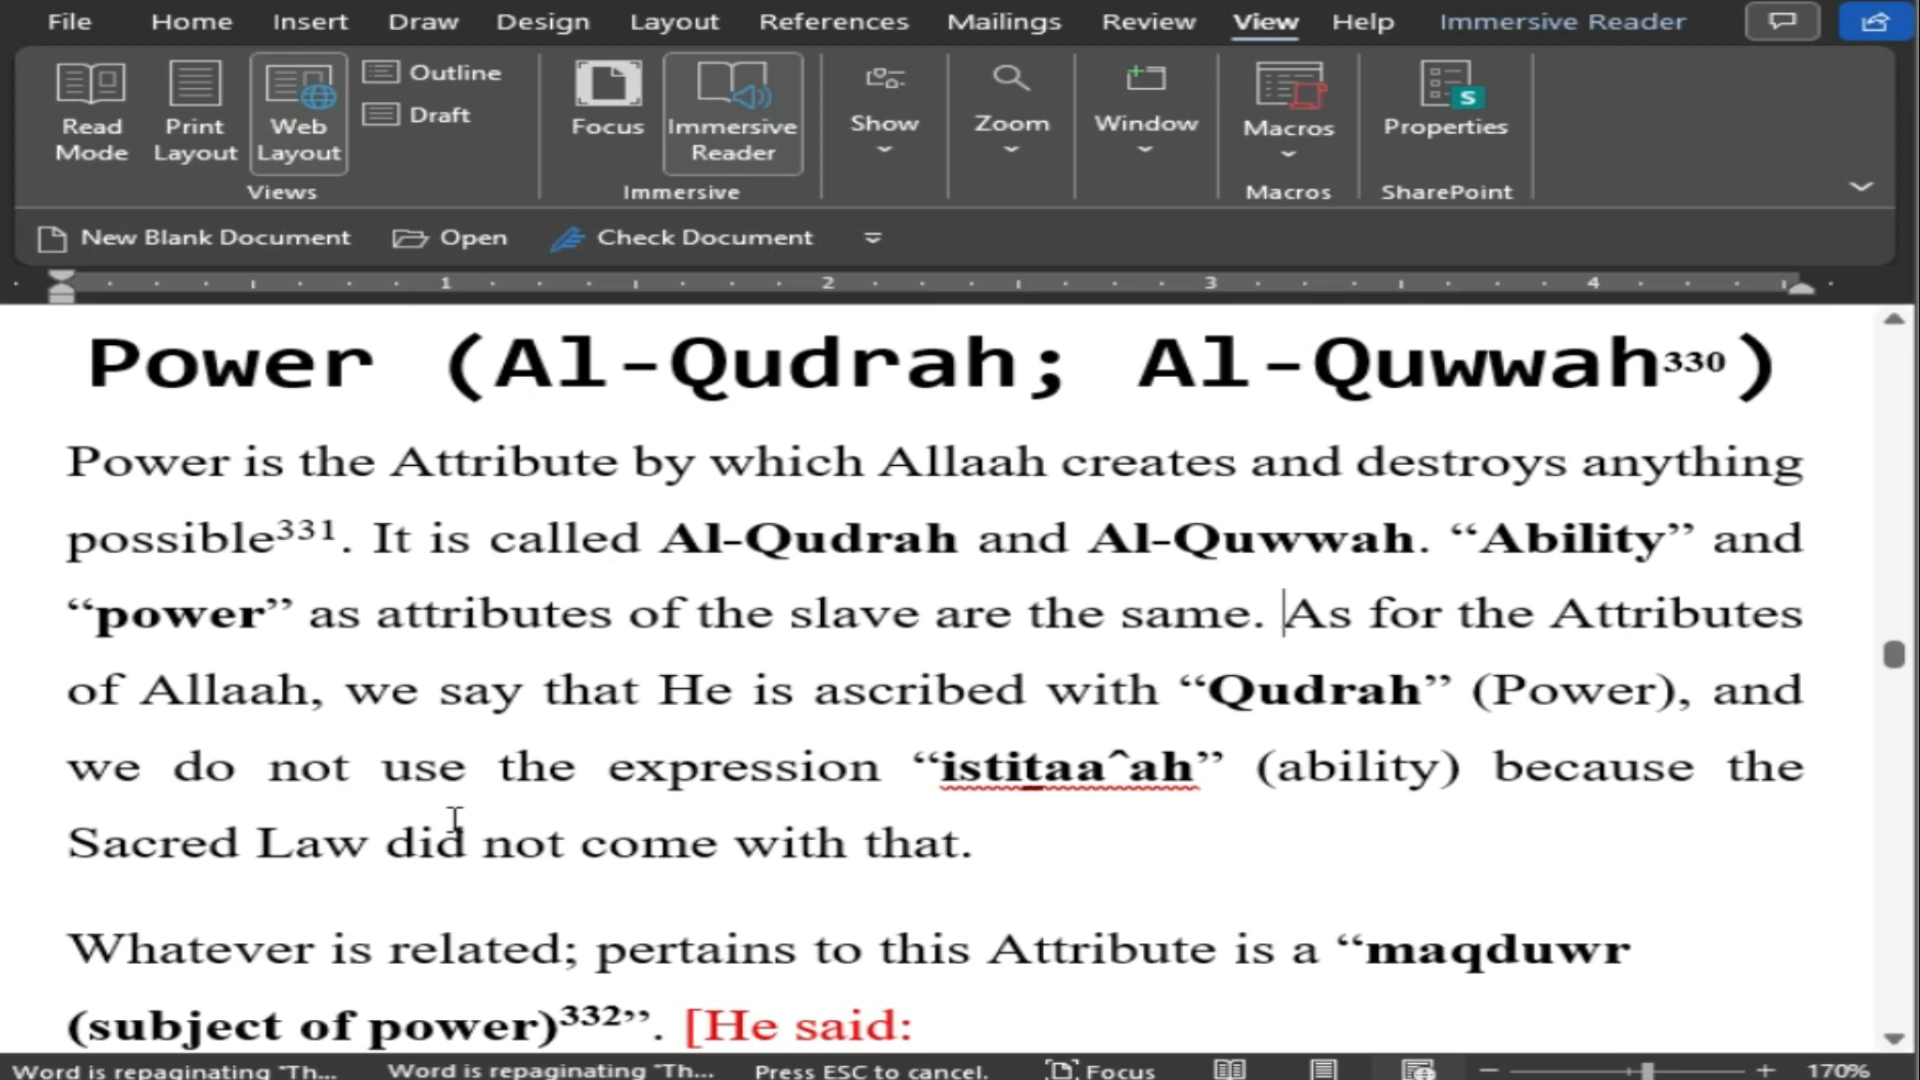 File Home Insert Draw Design Layout References Mailings Review View Help Immersive Reader
Read Mode
Print Layout
Web Layout
Outline
Draft
Focus
Immersive Reader
Show
Zoom
Window
Macros
Properties
Views
Immersive
Macros
SharePoint
New Blank Document Open Check Document
1 2 3 4
Power (Al-Qudrah; Al-Quwwah330)
Power is the Attribute by which Allaah creates and destroys anything
possible331. It is called Al-Qudrah and Al-Quwwah. “Ability” and
“power” as attributes of the slave are the same. As for the Attributes
of Allaah, we say that He is ascribed with “Qudrah” (Power), and
we do not use the expression “istitaa^ah” (ability) because the
Sacred Law did not come with that.
Whatever is related; pertains to this Attribute is a “maqduwr
(subject of power)332”. [He said:
Word is repaginating "Th... Word is repaginating "Th... Press ESC to cancel. Focus 170%